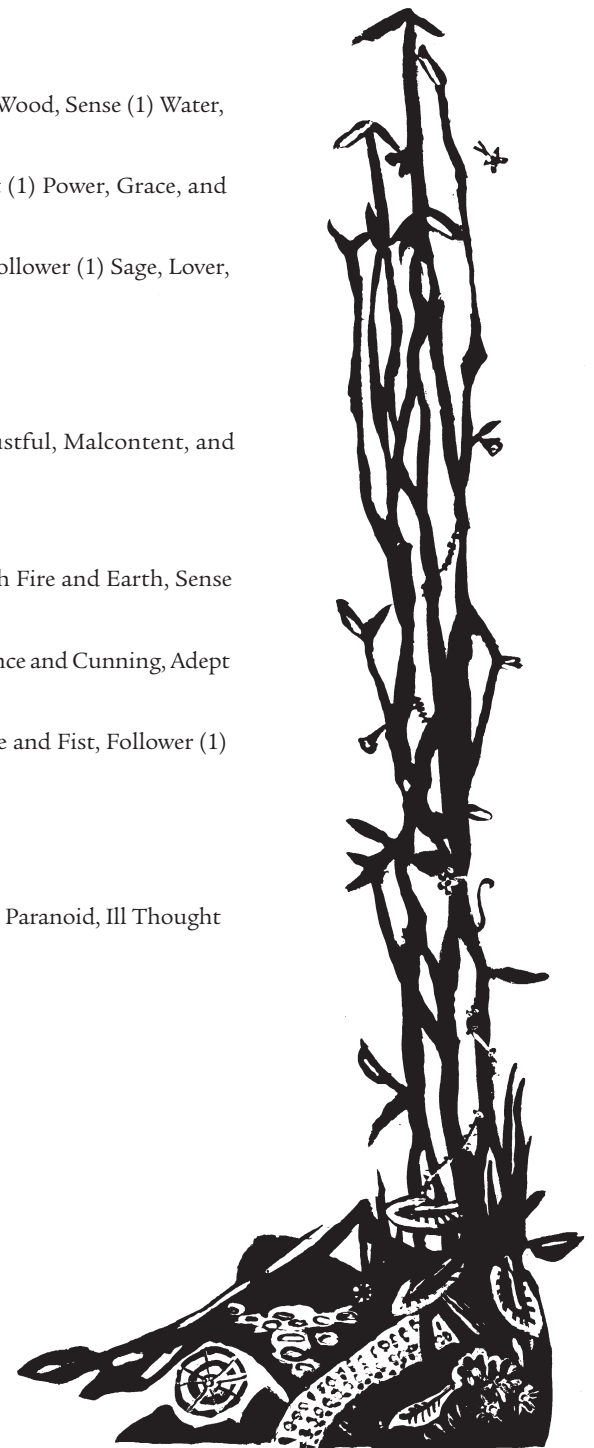 Wood, Sense (1) Water,
(1) Power, Grace, and
ollower (1) Sage, Lover,
ustful, Malcontent, and
h Fire and Earth, Sense
nce and Cunning, Adept
e and Fist, Follower (1)
Paranoid, Ill Thought